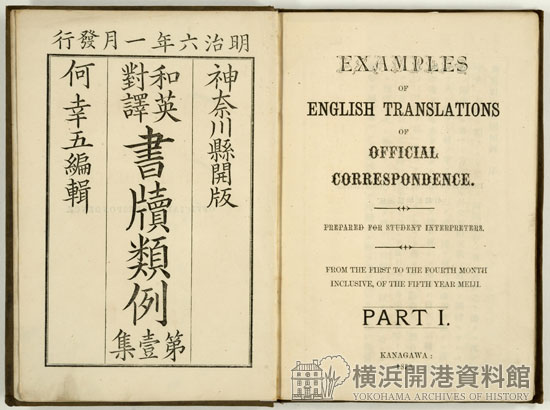 明治六年一月發行
神奈川縣開版
和英
對譯
書牘類例
第壹集
何幸五編輯
EXAMPLES
OF
ENGLISH TRANSLATIONS
OF
OFFICIAL
CORRESPONDENCE.
PREPARED FOR STUDENT INTERPRETERS.
FROM THE FIRST TO THE FOURTH MONTH
INCLUSIVE, OF THE FIFTH YEAR MEIJI.
PART I.
KANAGAWA:
横浜開港資料館
YOKOHAMA ARCHIVES OF HISTORY